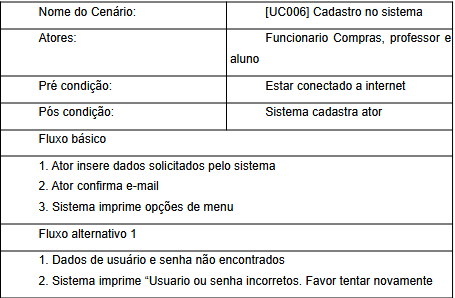 Nome do Cenário: [UC006] Cadastro no sistema
Atores: Funcionario Compras, professor e
aluno
Pré condição: Estar conectado a internet
Pós condição: Sistema cadastra ator
Fluxo básico
1. Ator insere dados solicitados pelo sistema
2. Ator confirma e-mail
3. Sistema imprime opções de menu
Fluxo alternativo 1
1. Dados de usuário e senha não encontrados
2. Sistema imprime “Usuario ou senha incorretos. Favor tentar novamente